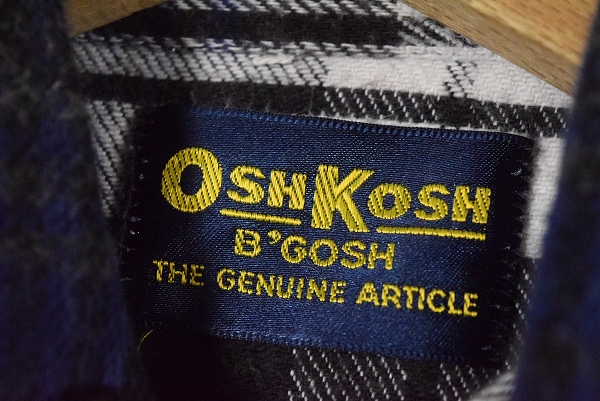 OSHKOSH
B'GOSH
THE GENUINE ARTICLE